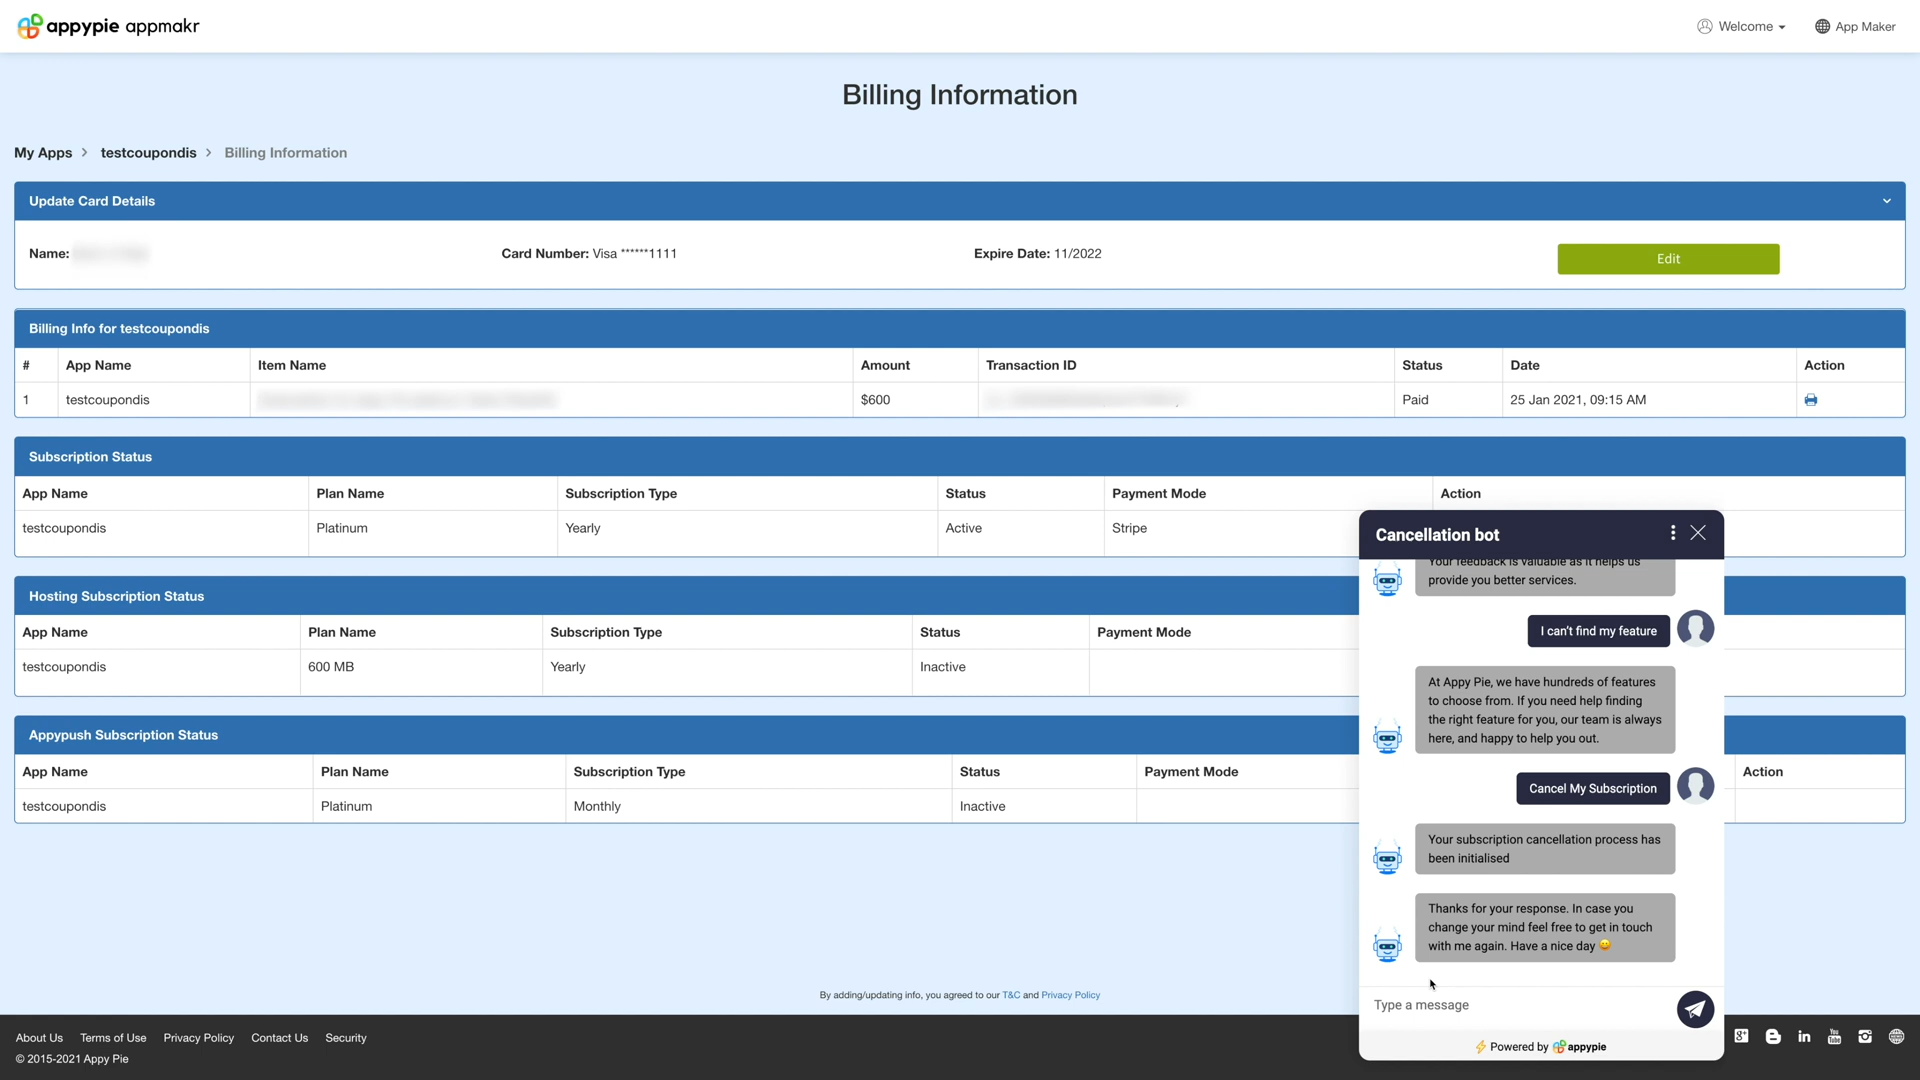 appypie appmakr
Welcome
App Maker
Billing Information
My Apps > testcoupondis > Billing Information
Update Card Details
Name:
Card Number: Visa ******1111
Expire Date: 11/2022
Edit
Billing Info for testcoupondis
# App Name Item Name Amount Transaction ID Status Date Action
1 testcoupondis $600 Paid 25 Jan 2021, 09:15 AM
Subscription Status
App Name Plan Name Subscription Type Status Payment Mode Action
testcoupondis Platinum Yearly Active Stripe
Hosting Subscription Status
App Name Plan Name Subscription Type Status Payment Mode
testcoupondis 600 MB Yearly Inactive
Appypush Subscription Status
App Name Plan Name Subscription Type Status Payment Mode Action
testcoupondis Platinum Monthly Inactive
Cancellation bot
Your feedback is valuable as it helps us
provide you better services.
I can't find my feature
At Appy Pie, we have hundreds of features
to choose from. If you need help finding
the right feature for you, our team is always
here, and happy to help you out.
Cancel My Subscription
Your subscription cancellation process has
been initialised
Thanks for your response. In case you
change your mind feel free to get in touch
with me again. Have a nice day 😀
Type a message
⚡ Powered by appypie
By adding/updating info, you agreed to our T&C and Privacy Policy
About Us Terms of Use Privacy Policy Contact Us Security
© 2015-2021 Appy Pie